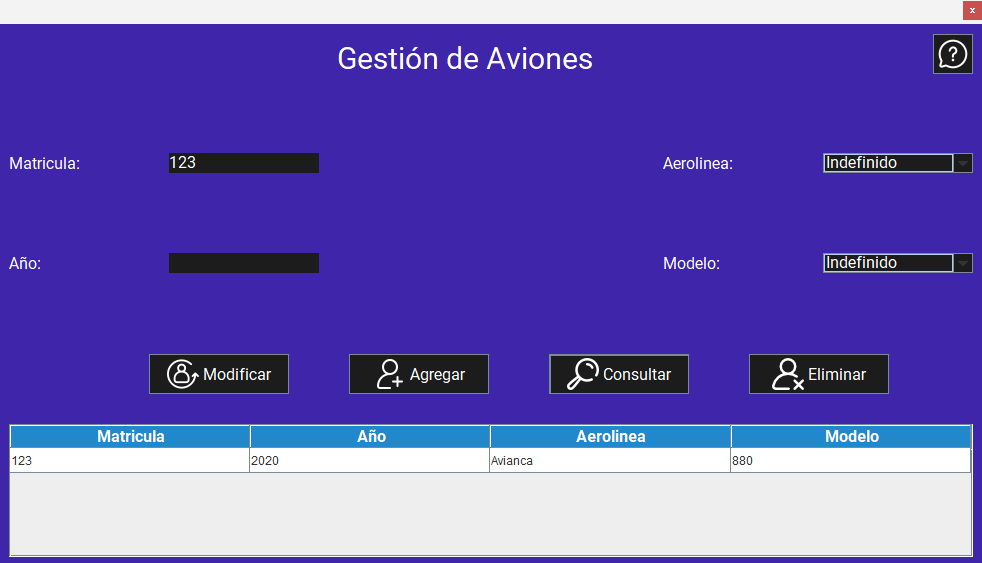 x
Gestión de Aviones
?
Matricula: 123 Aerolinea: Indefinido
Año: Modelo: Indefinido
Modificar Agregar Consultar Eliminar
Matricula Año Aerolinea Modelo
123 2020 Avianca 880